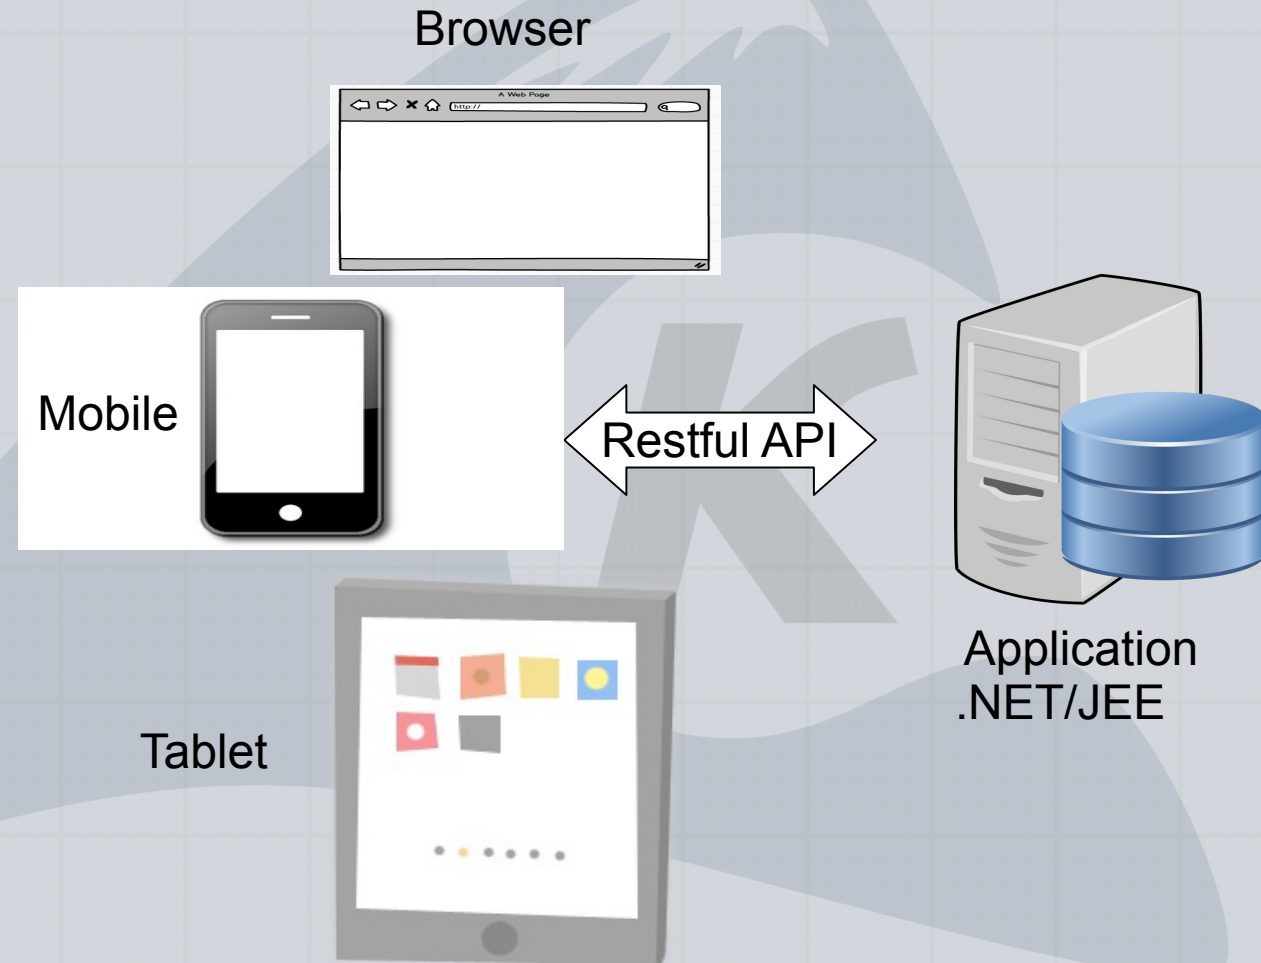 Browser
A Web Page
http://
Mobile
Restful API
K
Application
.NET/JEE
Tablet